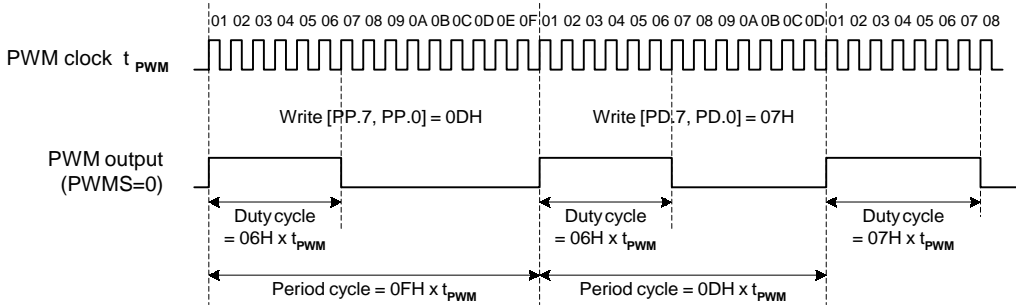 01 02 03 04 05 06 07 08 09 0A 0B 0C 0D 0E 0F 01 02 03 04 05 06 07 08 09 0A 0B 0C 0D 01 02 03 04 05 06 07 08
PWM clock t PWM
Write [PP.7, PP.0] = 0DH
Write [PD.7, PD.0] = 07H
PWM output
(PWMS=0)
Duty cycle
= 06H x tPWM
Duty cycle
= 06H x tPWM
Duty cycle
= 07H x tPWM
Period cycle = 0FH x tPWM
Period cycle = 0DH x tPWM